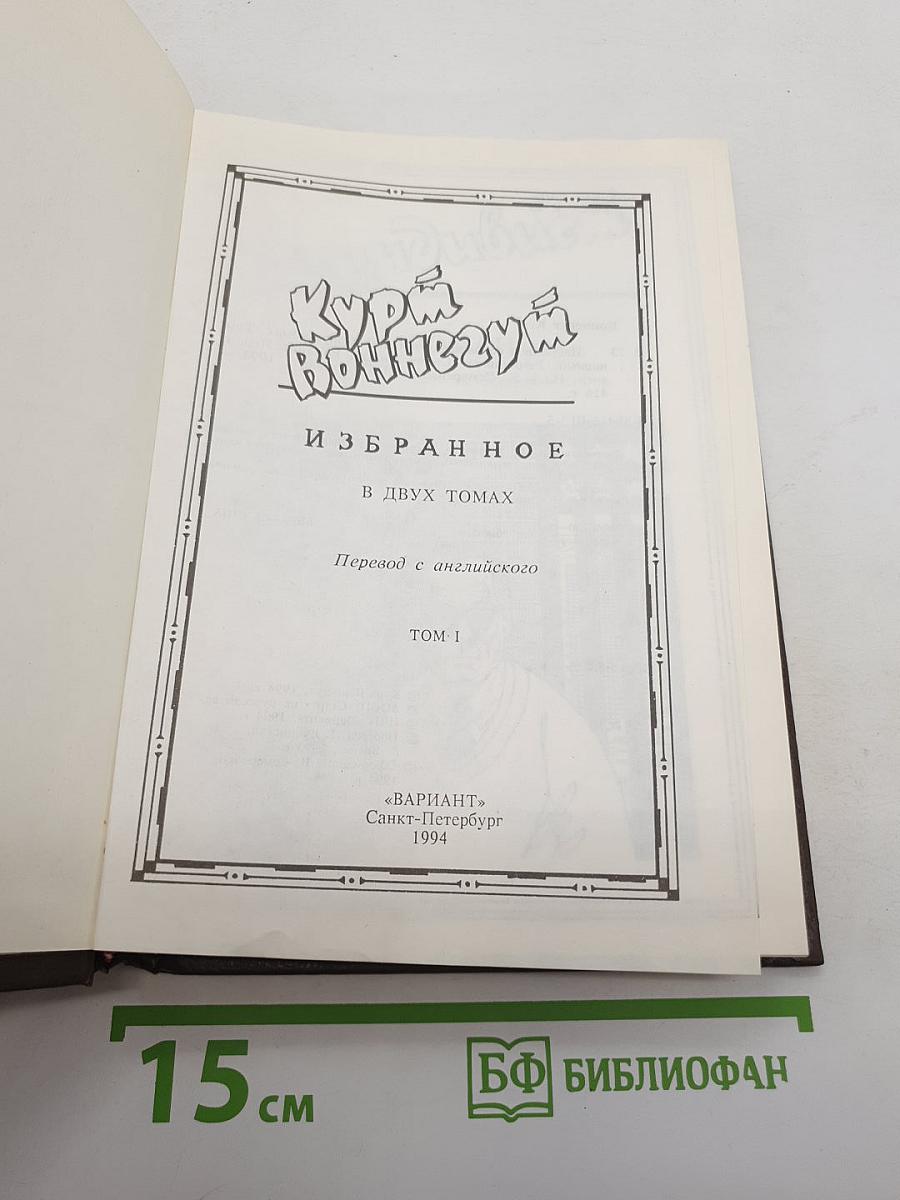 Курт
Воннегут
ИЗБРАННОЕ
В ДВУХ ТОМАХ
Перевод с английского
ТОМ I
«ВАРИАНТ»
Санкт-Петербург
1994
15 см
БФ БИБЛИОФАН